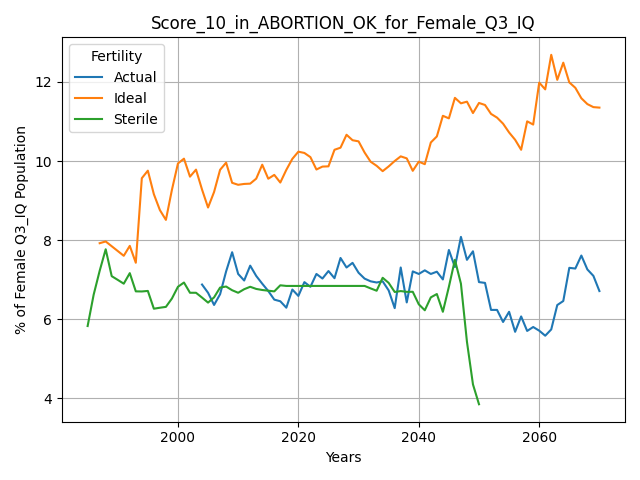 Score_10_in_ABORTION_OK_for_Female_Q3_IQ
Fertility
Actual
Ideal
Sterile
% of Female Q3_IQ Population
12
10
8
6
4
2000
2020
2040
2060
Years